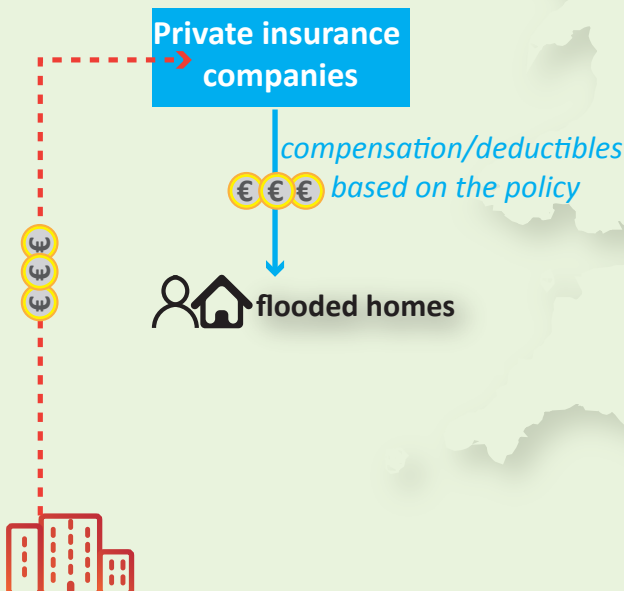 Private insurance
companies
compensation/deductibles
€ € € based on the policy
flooded homes
€
€
€